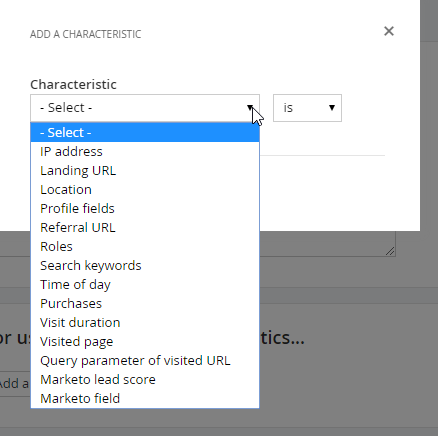 ADD A CHARACTERISTIC
Characteristic
- Select -
is
- Select -
IP address
Landing URL
Location
Profile fields
Referral URL
Roles
Search keywords
Time of day
Purchases
Visit duration
Visited page
Query parameter of visited URL
Marketo lead score
Marketo field
or us
tics...
Add a